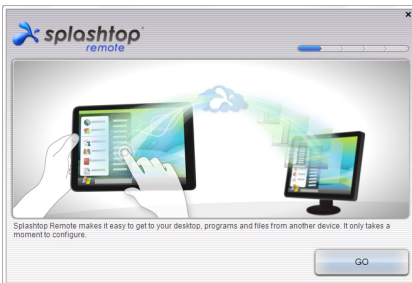 splashtop
remote
Splashtop Remote makes it easy to get to your desktop, programs and files from another device. It only takes a
moment to configure.
GO